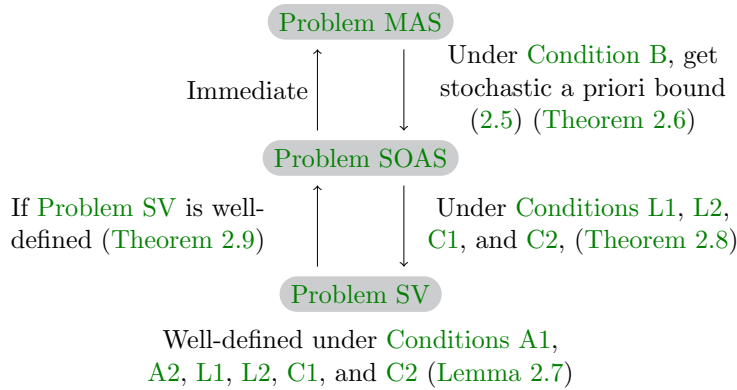 Problem MAS
Immediate
Under Condition B, get
stochastic a priori bound
(2.5) (Theorem 2.6)
Problem SOAS
If Problem SV is well-
defined (Theorem 2.9)
Under Conditions L1, L2,
C1, and C2, (Theorem 2.8)
Problem SV
Well-defined under Conditions A1,
A2, L1, L2, C1, and C2 (Lemma 2.7)